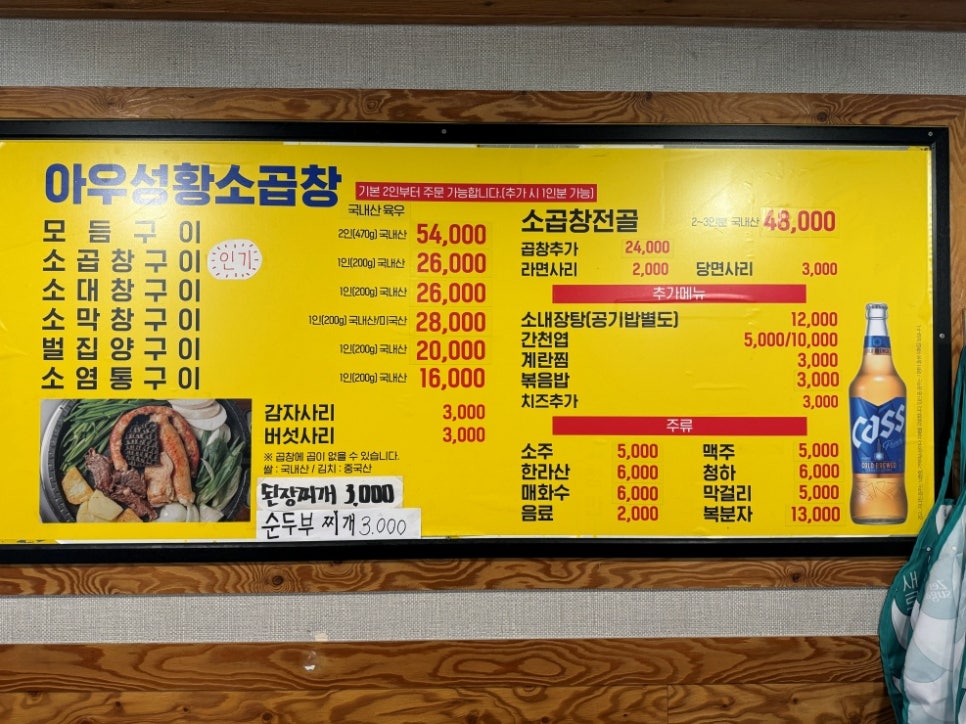 아우성황소곱창
기본 2인부터 주문 가능합니다.(추가 시 1인분 가능)
국내산 육우
모듬구이 2인(470g) 국내산 54,000
소곱창구이 인기 1인(200g) 국내산 26,000
소대창구이 1인(200g) 국내산 26,000
소막창구이 1인(200g) 국내산/미국산 28,000
벌집양구이 1인(200g) 국내산 20,000
소염통구이 1인(200g) 국내산 16,000
감자사리 3,000
버섯사리 3,000
※ 곱창에 곱이 없을 수 있습니다.
쌀 : 국내산 / 김치 : 중국산
된장찌개 3,000
순두부 찌개 3.000
소곱창전골 2~3인분 국내산 48,000
곱창추가 24,000
라면사리 2,000 당면사리 3,000
추가메뉴
소내장탕(공기밥별도) 12,000
간천엽 5,000/10,000
계란찜 3,000
볶음밥 3,000
치즈추가 3,000
주류
소주 5,000 맥주 5,000
한라산 6,000 청하 6,000
매화수 6,000 막걸리 5,000
음료 2,000 복분자 13,000
Cass
Fresh
COLD BREWED
새로
Zero
Sugar